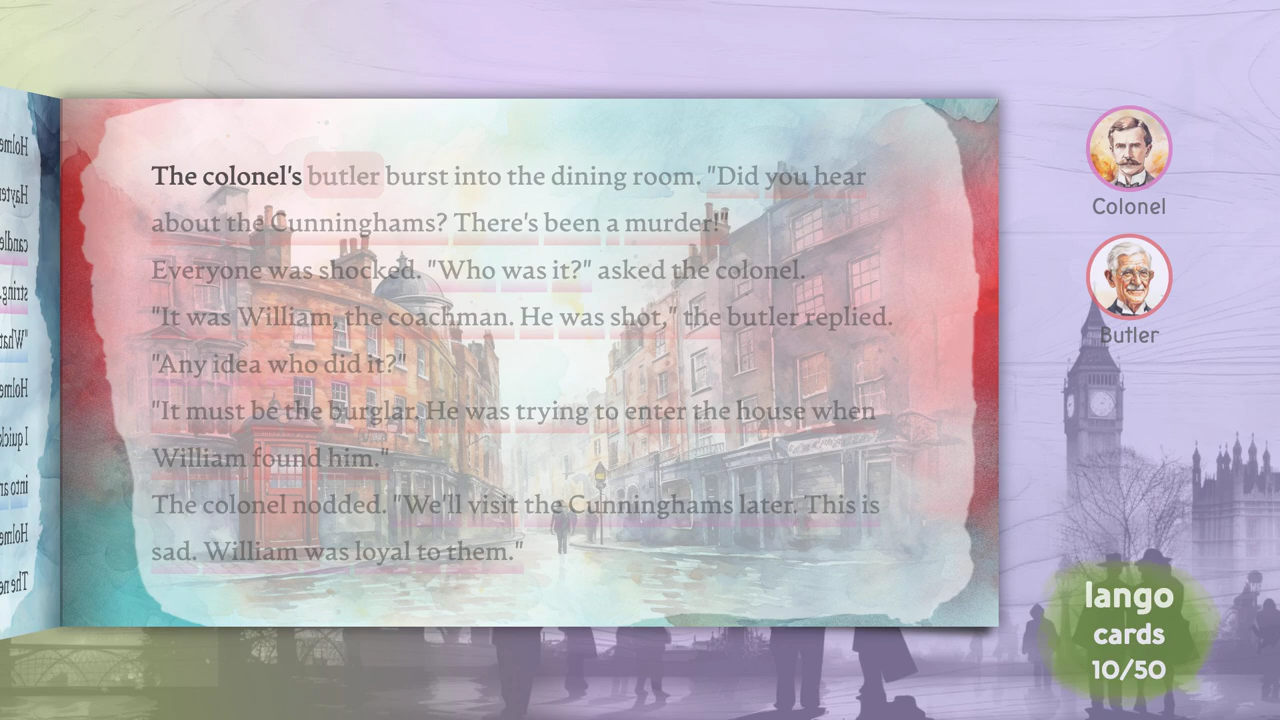 The colonel's butler burst into the dining room. "Did you hear
about the Cunninghams? There's been a murder!"
Everyone was shocked. "Who was it?" asked the colonel.
"It was William, the coachman. He was shot," the butler replied.
"Any idea who did it?"
"It must be the burglar. He was trying to enter the house when
William found him."
The colonel nodded. "We'll visit the Cunninghams later. This is
sad. William was loyal to them."
Colonel
Butler
lango
cards
10/50